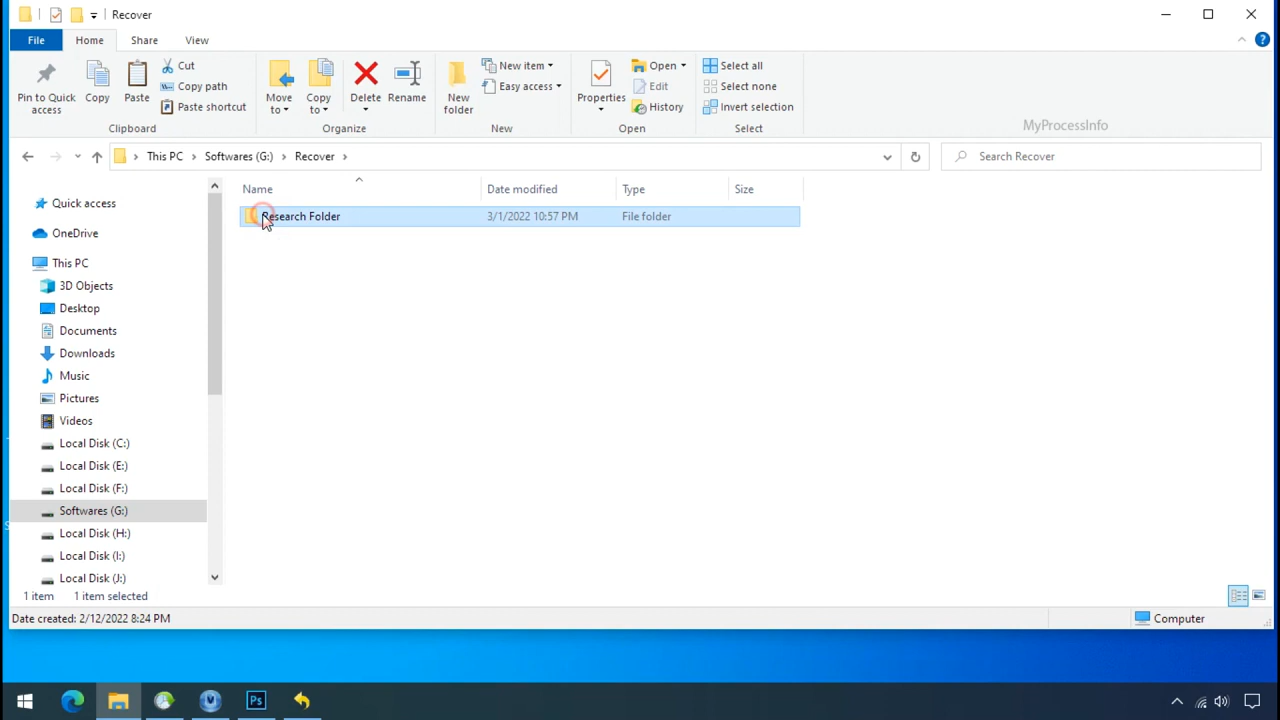 Recover
File Home Share View
Pin to Quick access
Copy
Paste
Cut
Copy path
Paste shortcut
Clipboard
Move to
Copy to
Delete
Rename
Organize
New folder
New item
Easy access
New
Properties
Open
Edit
History
Open
Select all
Select none
Invert selection
Select
MyProcessInfo
This PC Softwares (G:) Recover
Search Recover
Name Date modified Type Size
Research Folder 3/1/2022 10:57 PM File folder
Quick access
OneDrive
This PC
3D Objects
Desktop
Documents
Downloads
Music
Pictures
Videos
Local Disk (C:)
Local Disk (E:)
Local Disk (F:)
Softwares (G:)
Local Disk (H:)
Local Disk (I:)
Local Disk (J:)
1 item 1 item selected
Date created: 2/12/2022 8:24 PM
Computer
Ps